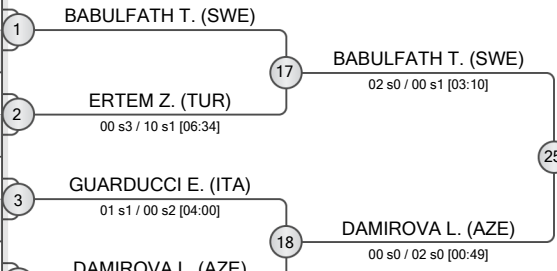 BABULFATH T. (SWE)
1
17
BABULFATH T. (SWE)
02 s0 / 00 s1 [03:10]
ERTEM Z. (TUR)
2
00 s3 / 10 s1 [06:34]
25
GUARDUCCI E. (ITA)
3
01 s1 / 00 s2 [04:00]
18
DAMIROVA L. (AZE)
00 s0 / 02 s0 [00:49]
DAMIROVA L. (AZE)